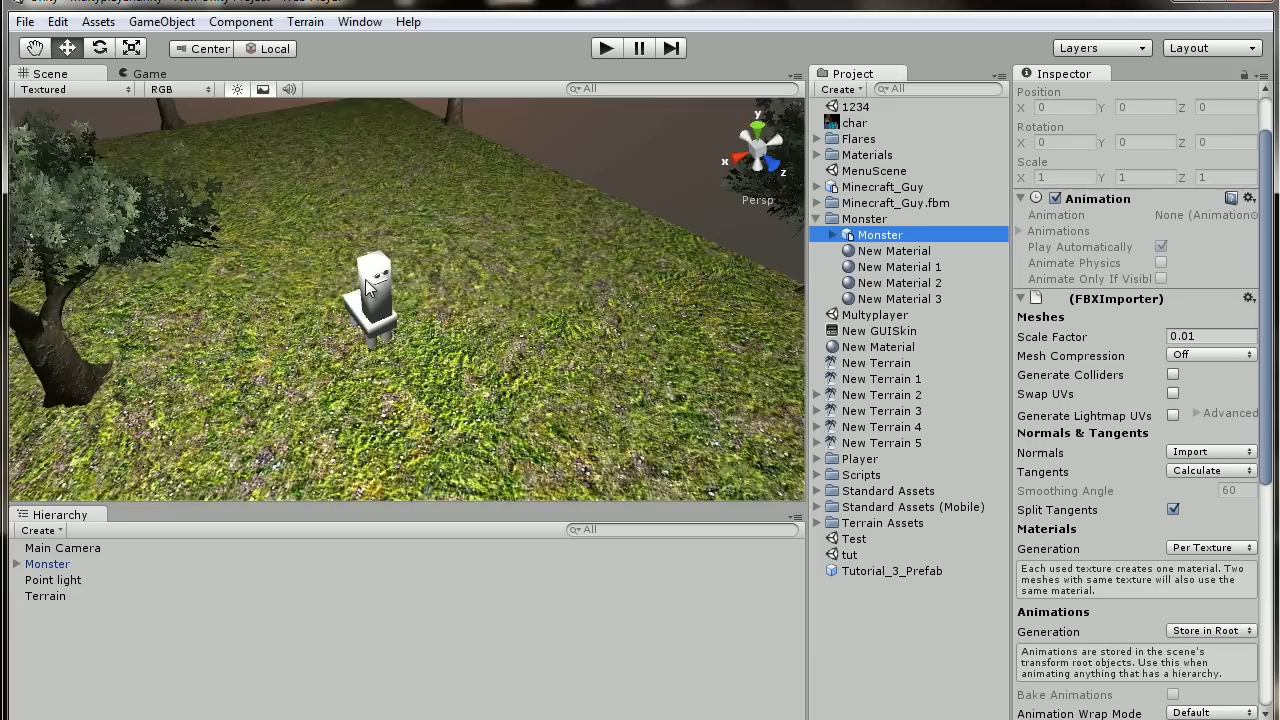 File Edit Assets GameObject Component Terrain Window Help
Center Local Layers Layout
Scene Game
Textured RGB All
y
x
z
Persp
Hierarchy
Create All
Main Camera
Monster
Point light
Terrain
Project
Create All
1234
char
Flares
Materials
MenuScene
Minecraft_Guy
Minecraft_Guy.fbm
Monster
Monster
New Material
New Material 1
New Material 2
New Material 3
Multyplayer
New GUISkin
New Material
New Terrain
New Terrain 1
New Terrain 2
New Terrain 3
New Terrain 4
New Terrain 5
Player
Scripts
Standard Assets
Standard Assets (Mobile)
Terrain Assets
Test
tut
Tutorial_3_Prefab
Inspector
Position
X 0 Y 0 Z 0
Rotation
X 0 Y 0 Z 0
Scale
X 1 Y 1 Z 1
Animation
Animation None (Animation
Animations
Play Automatically
Animate Physics
Animate Only If Visibl
(FBXImporter)
Meshes
Scale Factor 0.01
Mesh Compression Off
Generate Colliders
Swap UVs
Generate Lightmap UVs Advanced
Normals & Tangents
Normals Import
Tangents Calculate
Smoothing Angle 60
Split Tangents
Materials
Generation Per Texture
Each used texture creates one material. Two
meshes with same texture will also use the
same material.
Animations
Generation Store in Root
Animations are stored in the scene's
transform root objects. Use this when
animating anything that has a hierarchy.
Bake Animations
Animation Wrap Mode Default